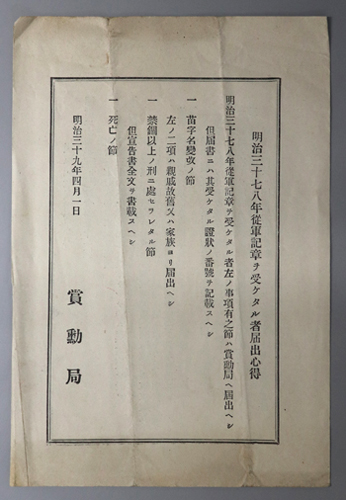 明治三十七八年從軍記章ヲ受ケタル者届出心得
明治三十七八年從軍記章ヲ受ケタル者左ノ事項有之節ハ賞勳局ヘ届出ヘシ
但届書ニハ其受ケタル證狀ノ番號ヲ記載スヘシ
一 苗字名變改ノ節
左ノ二項ハ親戚故舊又ハ家族ヨリ届出ヘシ
一 禁錮以上ノ刑ニ處セラレタル節
但宣告書全文ヲ書載スヘシ
一 死亡ノ節
明治三十九年四月一日
賞勳局